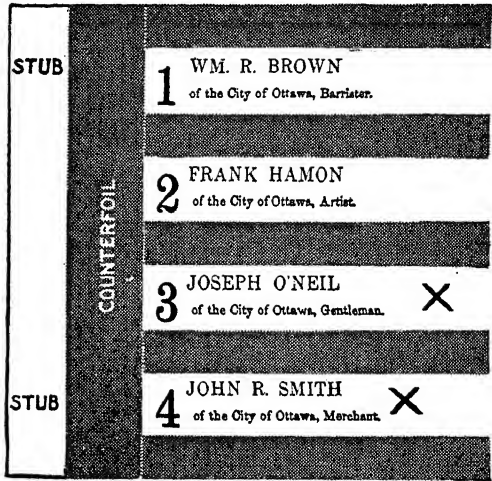 STUB
COUNTERFOIL
1 WM. R. BROWN
of the City of Ottawa, Barrister.
2 FRANK HAMON
of the City of Ottawa, Artist.
3 JOSEPH O'NEIL
of the City of Ottawa, Gentleman.
X
4 JOHN R. SMITH
of the City of Ottawa, Merchant.
X
STUB